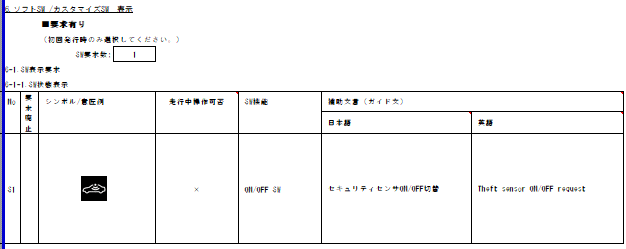 6.ソフトSW/カスタマイズSW 表示
■要求有り
(初回発行時のみ選択してください。)
SW要求数: 1
6-1.SW表示要求
6-1-1.SW状態表示
No 要求廃止 シンボル/意匠例 走行中操作可否 SW機能 補助文言(ガイド文)
日本語 英語
S1 × ON/OFF SW セキュリティセンサON/OFF切替 Theft sensor ON/OFF request